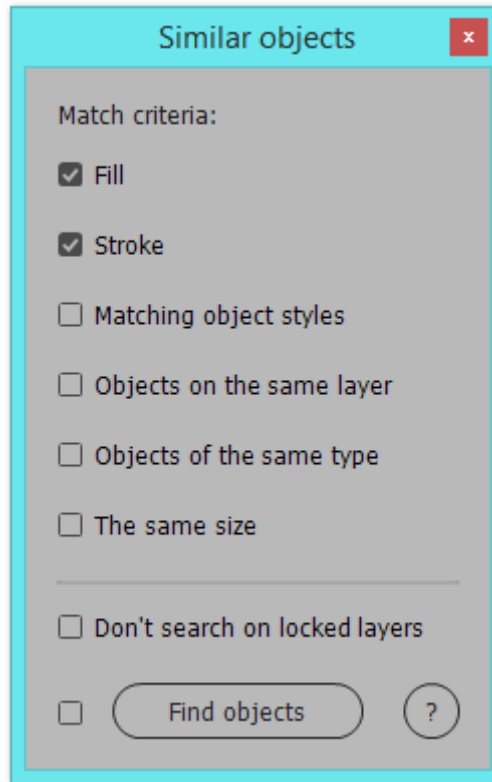 Similar objects
x
Match criteria:
Fill
Stroke
Matching object styles
Objects on the same layer
Objects of the same type
The same size
Don't search on locked layers
Find objects ?